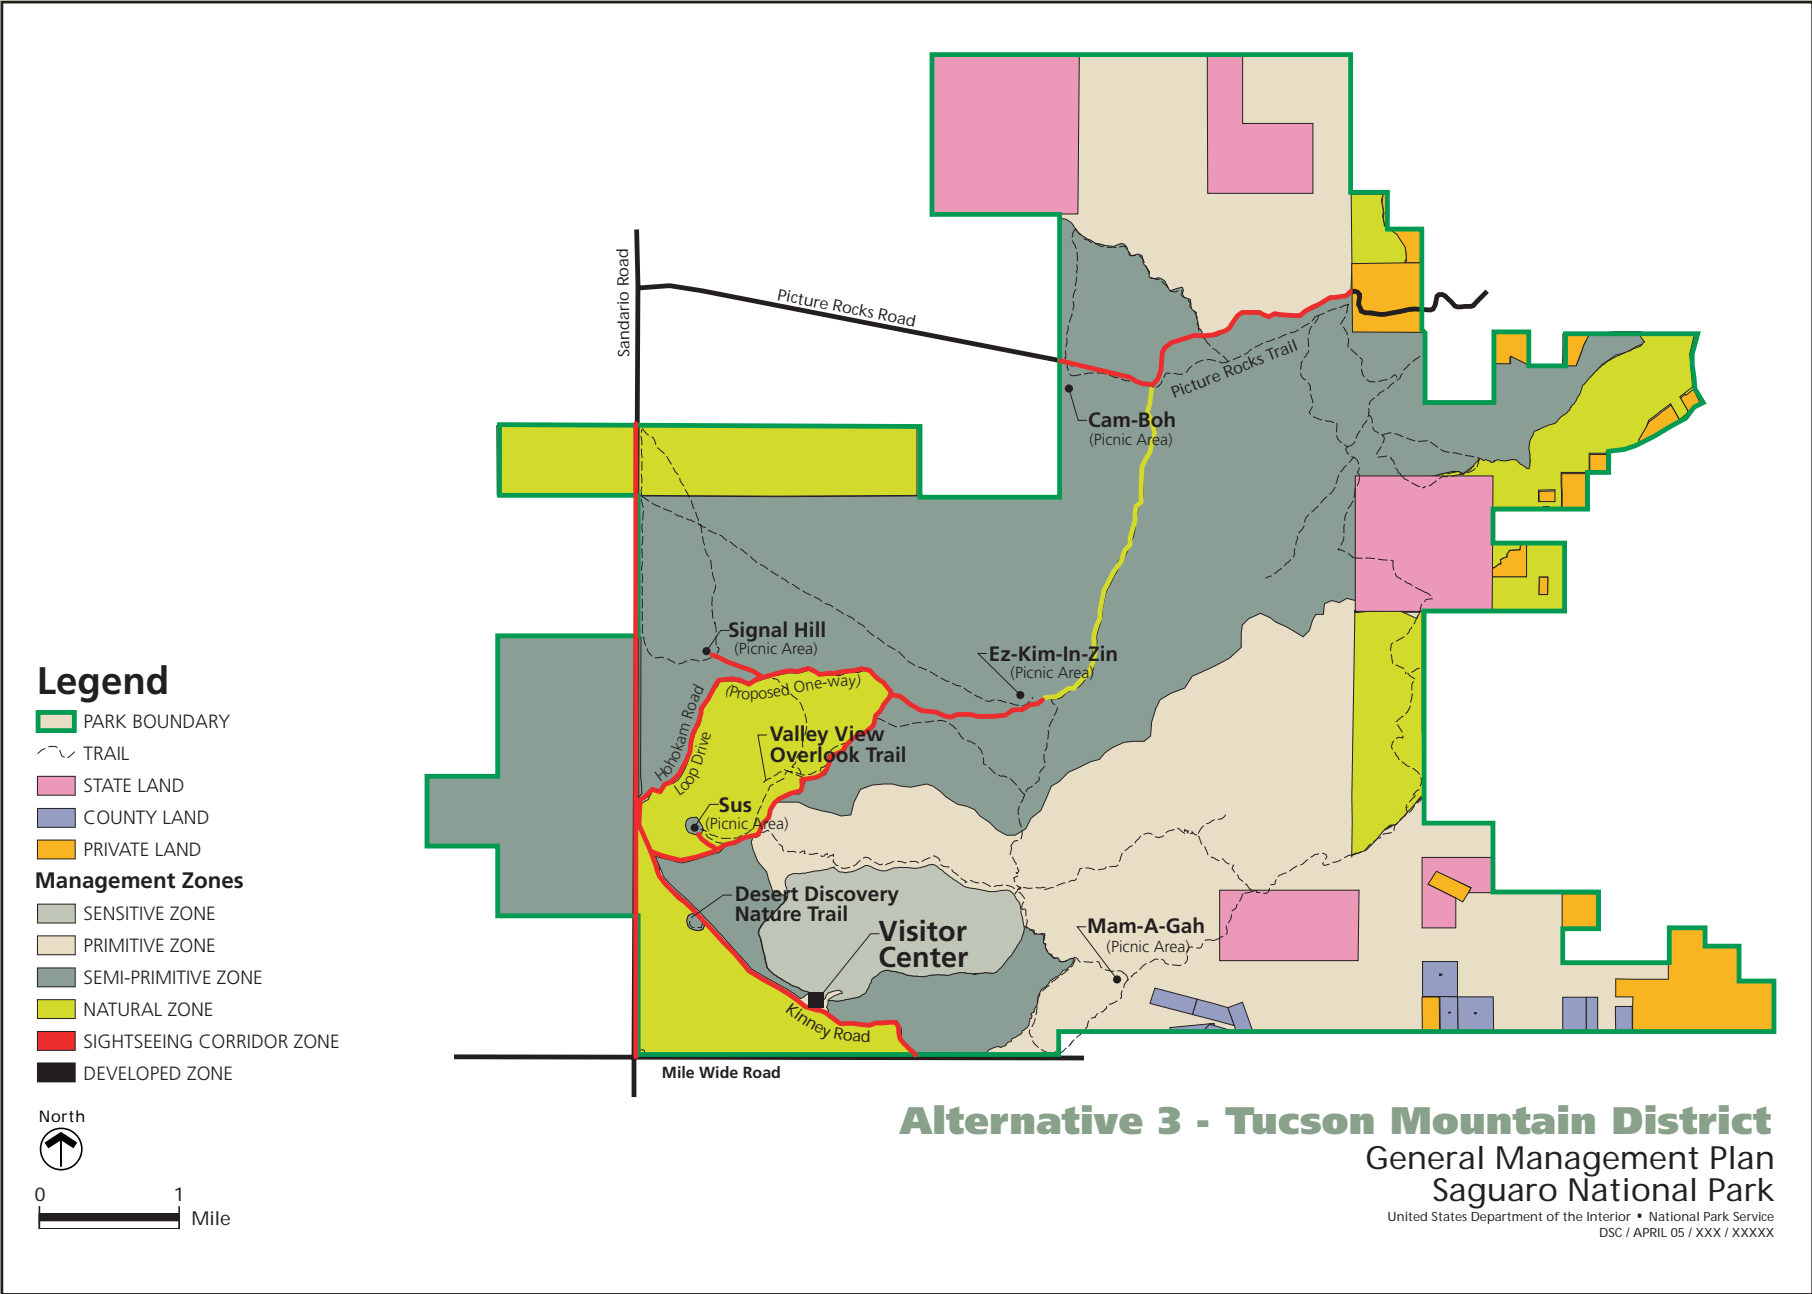 Sandario Road
Picture Rocks Road
Picture Rocks Trail
Cam-Boh
(Picnic Area)
Signal Hill
(Picnic Area)
Ez-Kim-In-Zin
(Picnic Area)
(Proposed One-way)
Hohokam Road
Loop Drive
Valley View
Overlook Trail
Sus
(Picnic Area)
Desert Discovery
Nature Trail
Visitor
Center
Mam-A-Gah
(Picnic Area)
Kinney Road
Mile Wide Road
Legend
PARK BOUNDARY
TRAIL
STATE LAND
COUNTY LAND
PRIVATE LAND
Management Zones
SENSITIVE ZONE
PRIMITIVE ZONE
SEMI-PRIMITIVE ZONE
NATURAL ZONE
SIGHTSEEING CORRIDOR ZONE
DEVELOPED ZONE
North
0 1
Mile
Alternative 3 - Tucson Mountain District
General Management Plan
Saguaro National Park
United States Department of the Interior • National Park Service
DSC / APRIL 05 / XXX / XXXXX